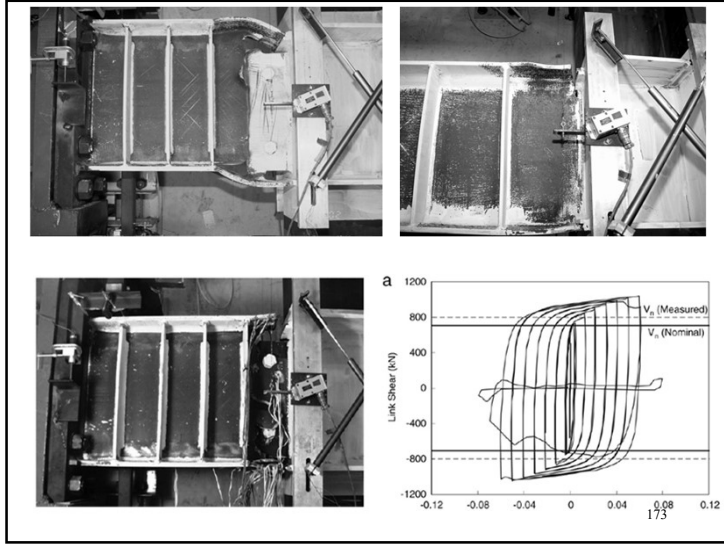 a
1200
V_n (Measured)
800
V_n (Nominal)
400
0
-400
-800
-1200
Link Shear (kN)
-0.12 -0.08 -0.04 0 0.04 0.08 0.12
173